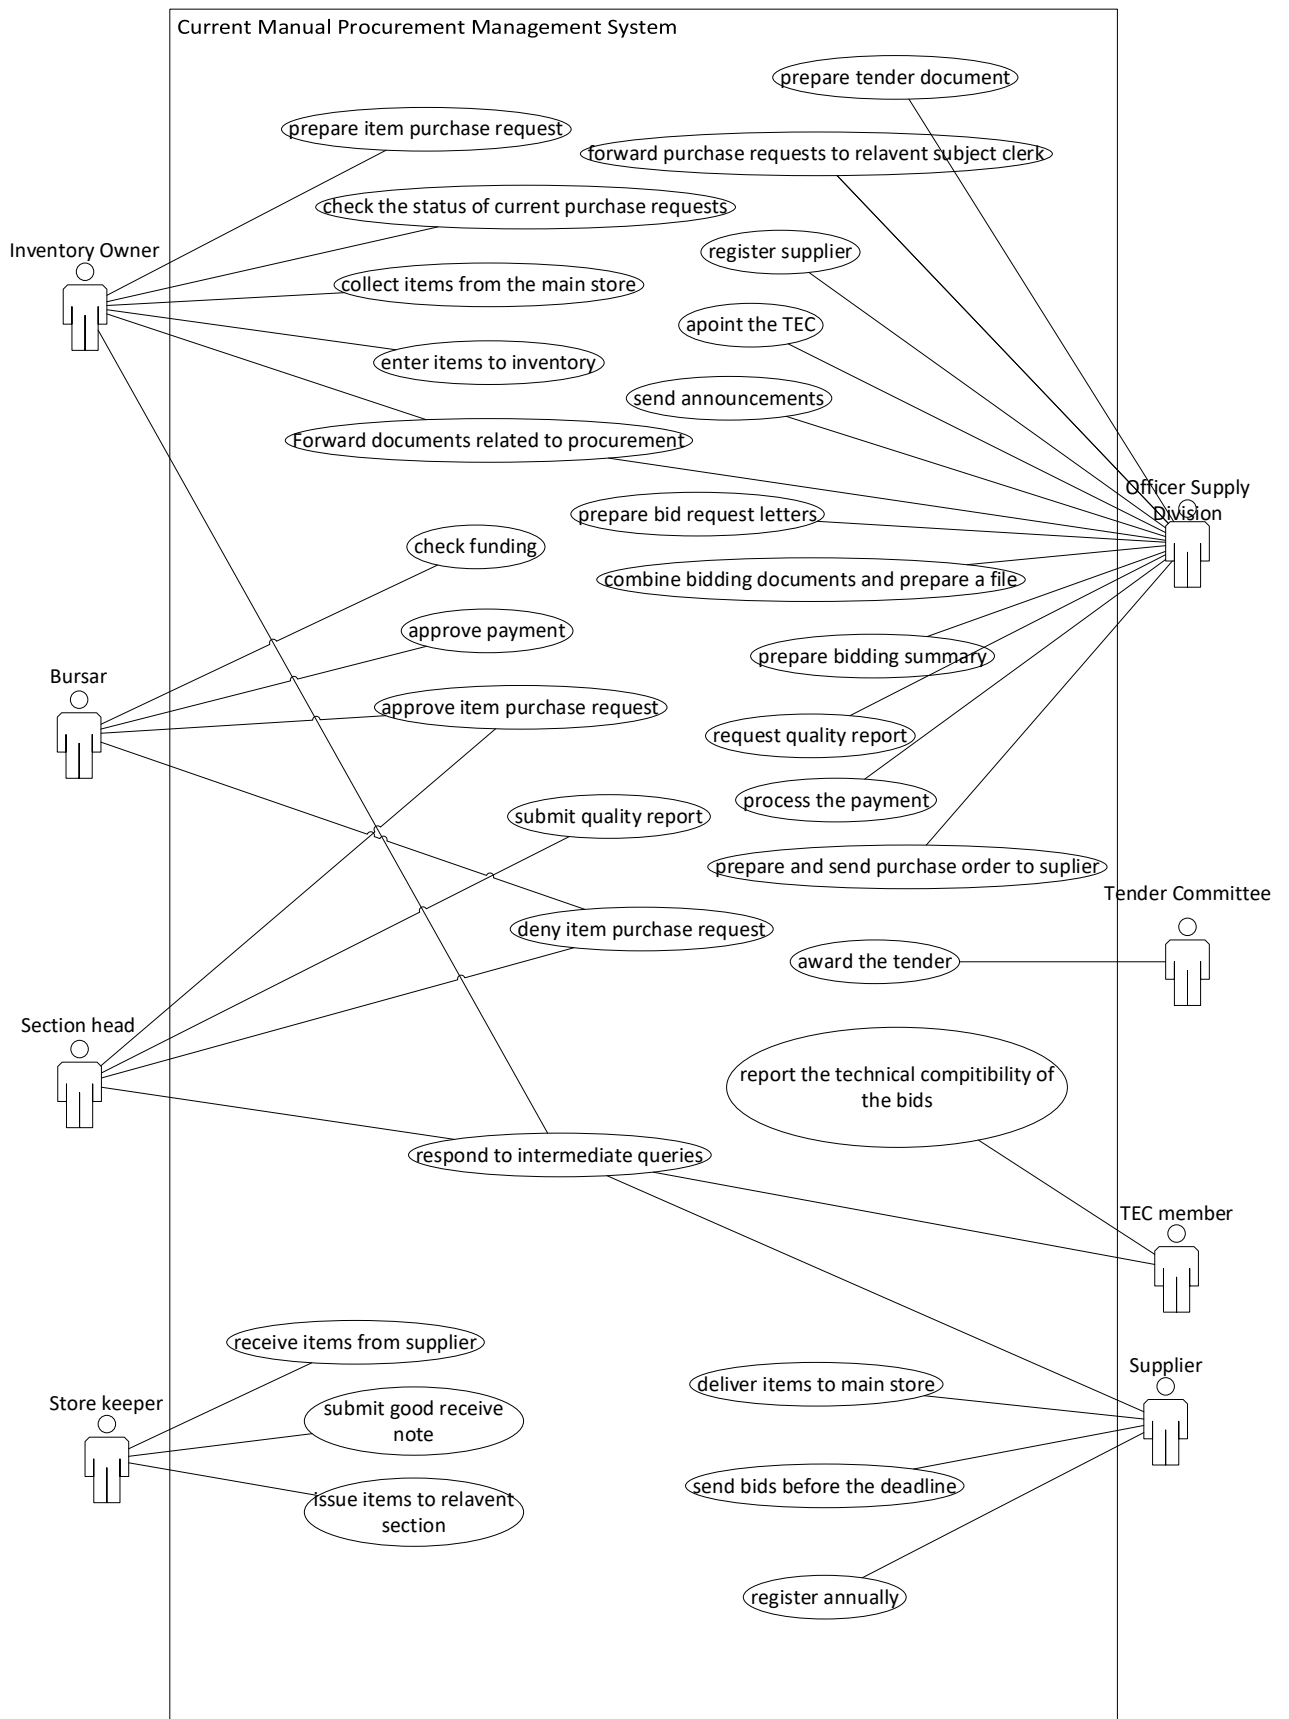 Current Manual Procurement Management System
prepare tender document
prepare item purchase request
forward purchase requests to relavent subject clerk
check the status of current purchase requests
Inventory Owner
register supplier
collect items from the main store
apoint the TEC
enter items to inventory
send announcements
Forward documents related to procurement
Officer Supply
Division
prepare bid request letters
check funding
combine bidding documents and prepare a file
approve payment
prepare bidding summary
Bursar
approve item purchase request
request quality report
process the payment
submit quality report
prepare and send purchase order to suplier
Tender Committee
deny item purchase request
award the tender
Section head
report the technical compitibility of
the bids
respond to intermediate queries
TEC member
receive items from supplier
Supplier
deliver items to main store
Store keeper
submit good receive
note
send bids before the deadline
issue items to relavent
section
register annually